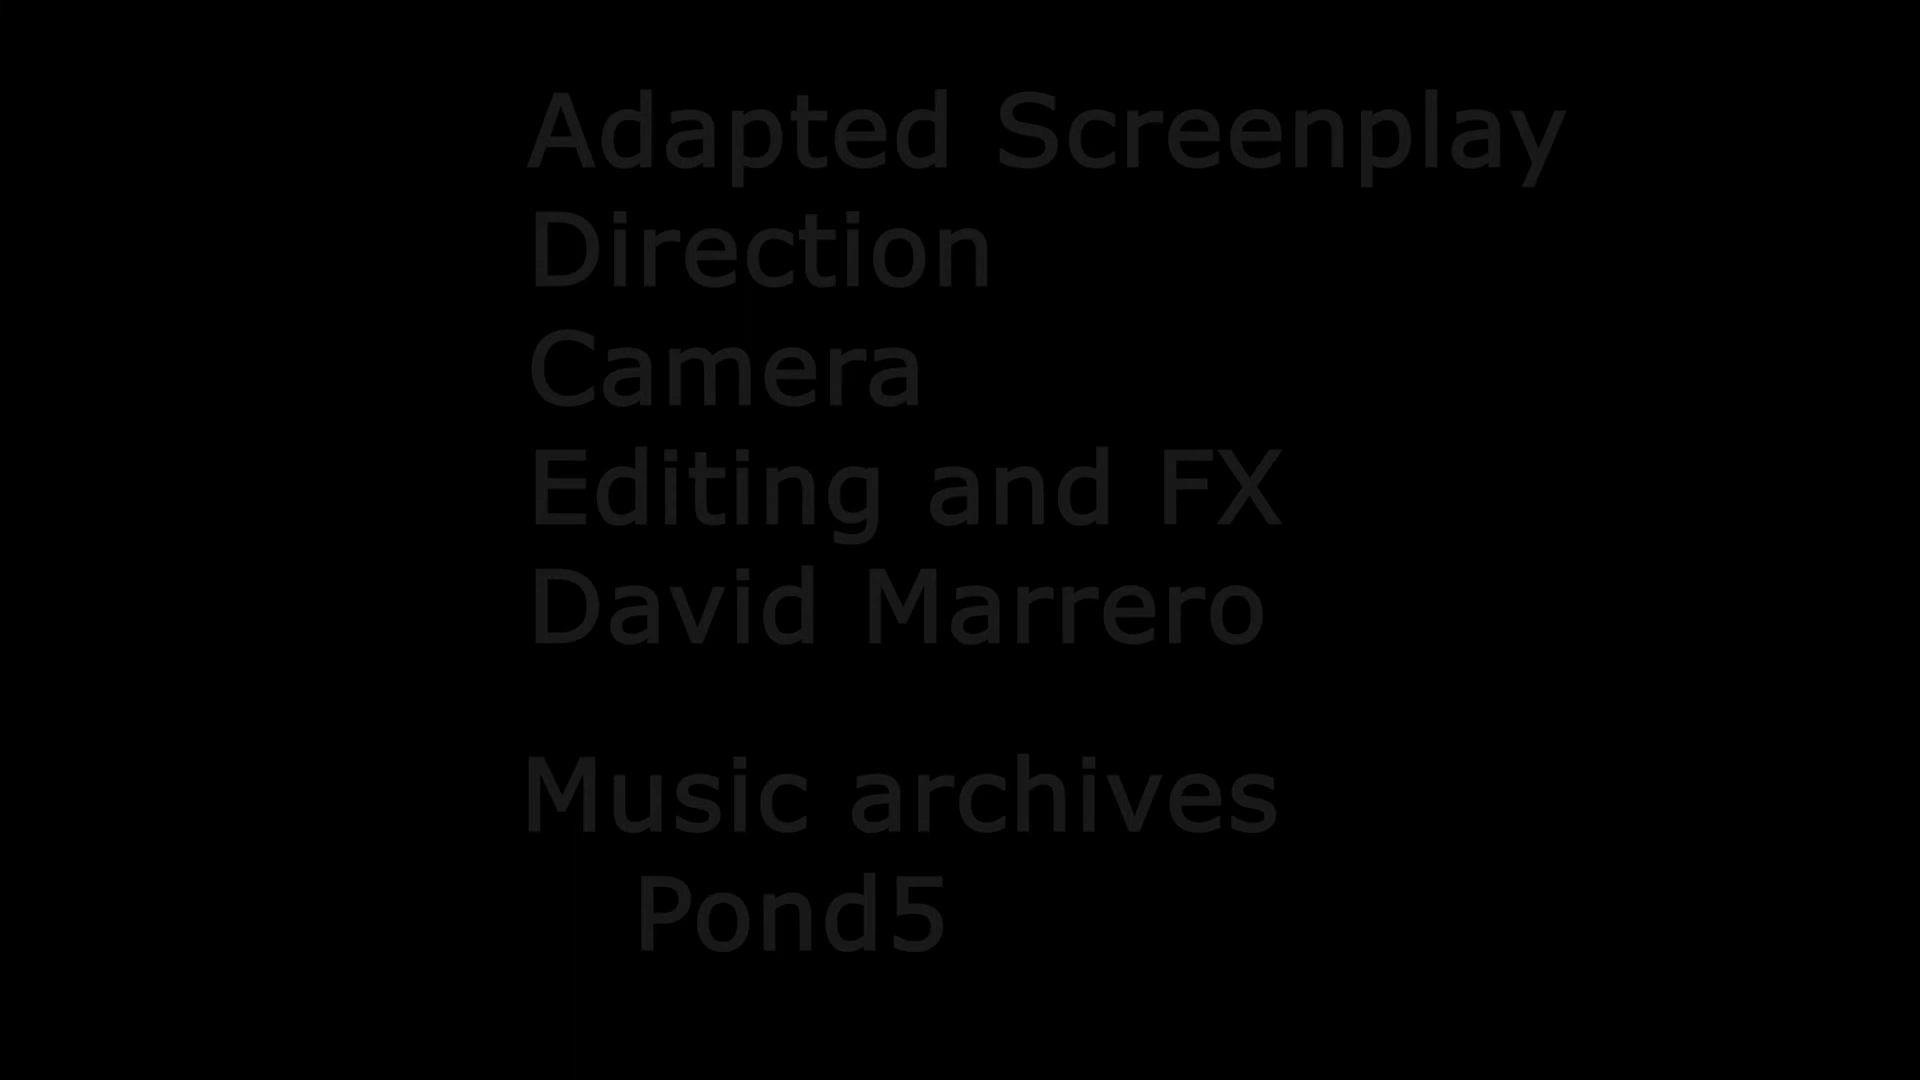 Adapted Screenplay
Direction
Camera
Editing and FX
David Marrero
Music archives
Pond5